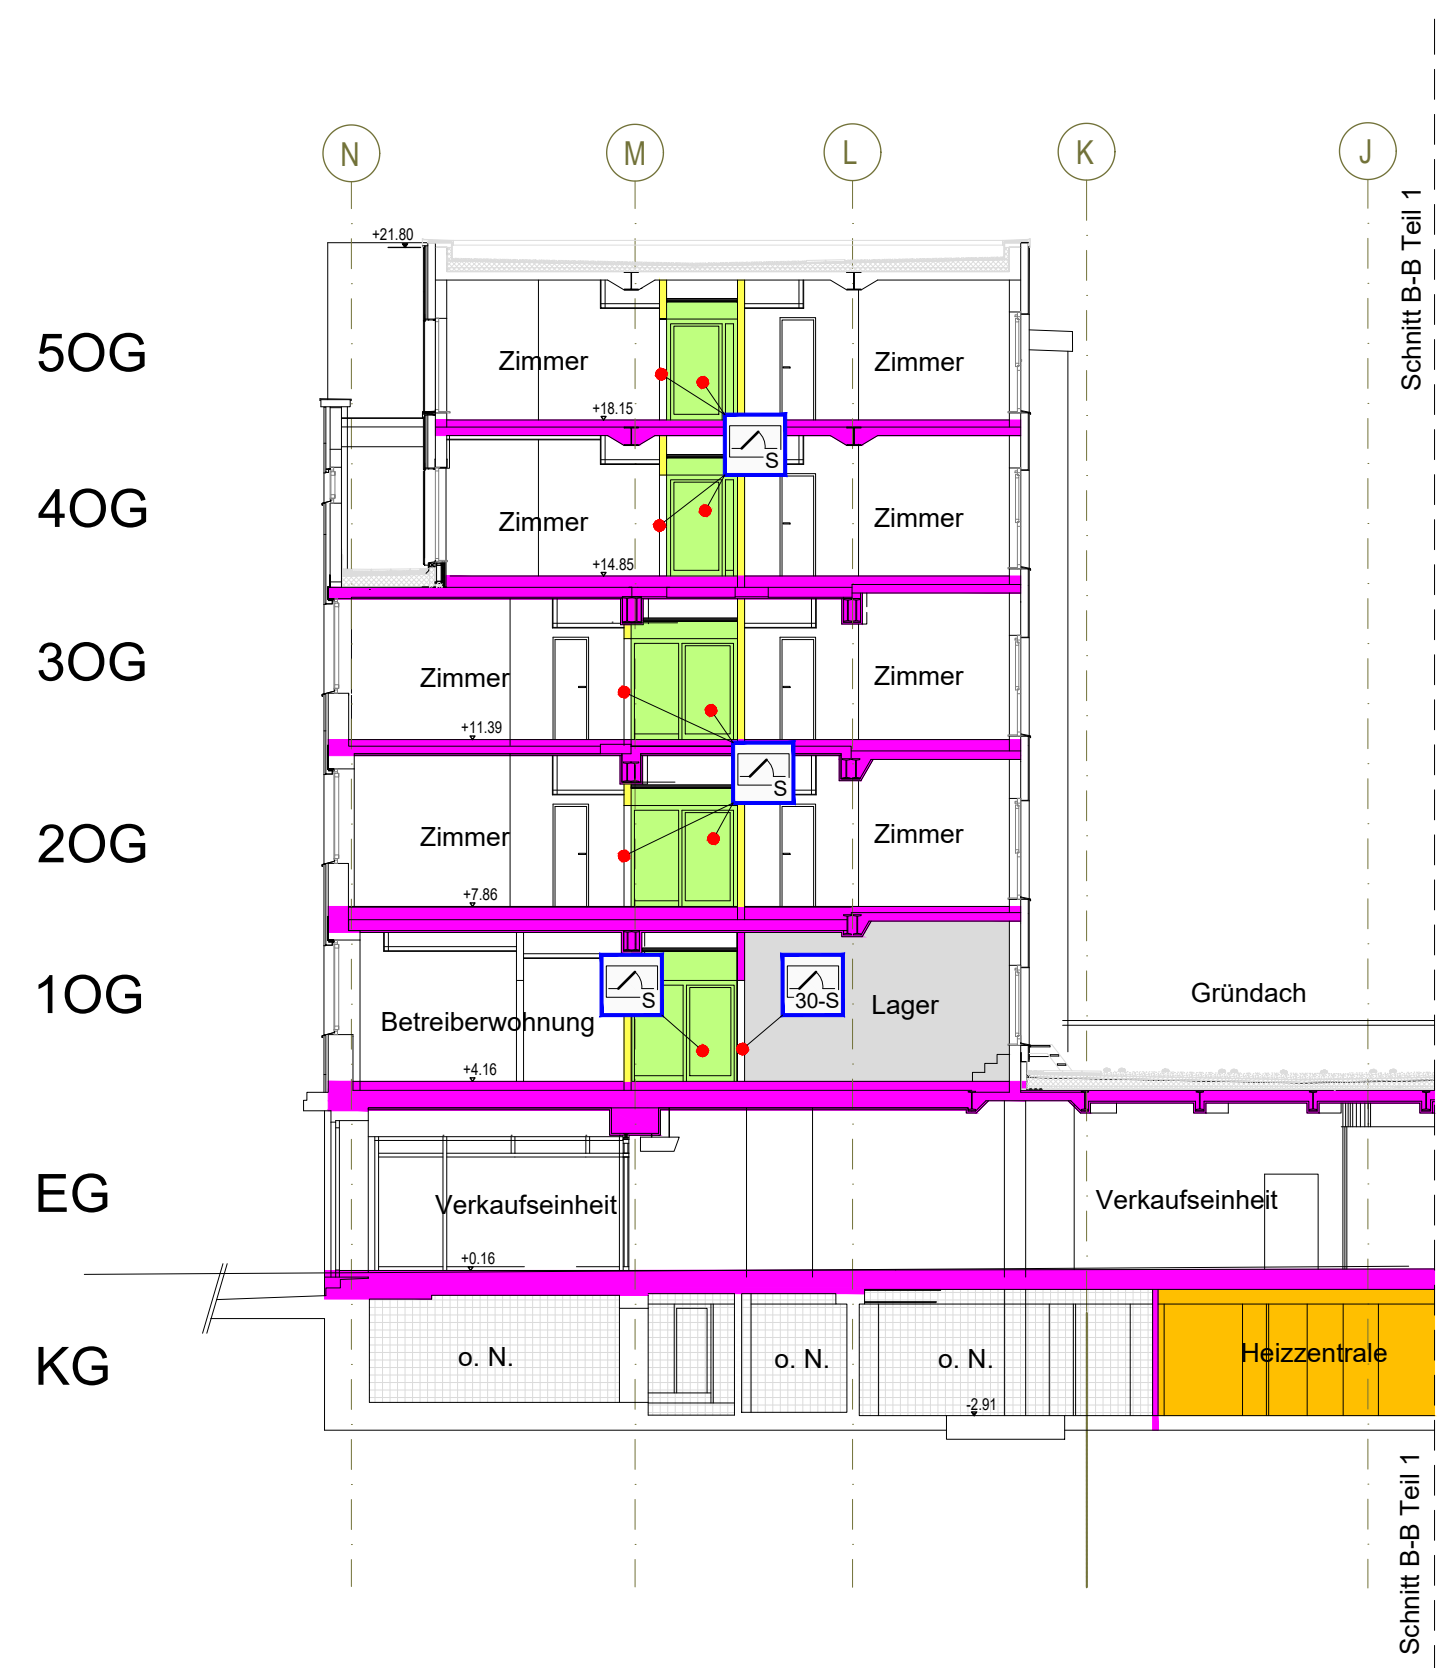 N
M
L
K
J
Schnitt B-B Teil 1
+21.80
5OG
Zimmer
Zimmer
+18.15
S
4OG
Zimmer
Zimmer
+14.85
3OG
Zimmer
Zimmer
+11.39
S
2OG
Zimmer
Zimmer
+7.86
1OG
S
30-S
Lager
Gründach
Betreiberwohnung
+4.16
EG
Verkaufseinheit
Verkaufseinheit
+0.16
KG
o. N.
o. N.
o. N.
Heizzentrale
-2.91
Schnitt B-B Teil 1